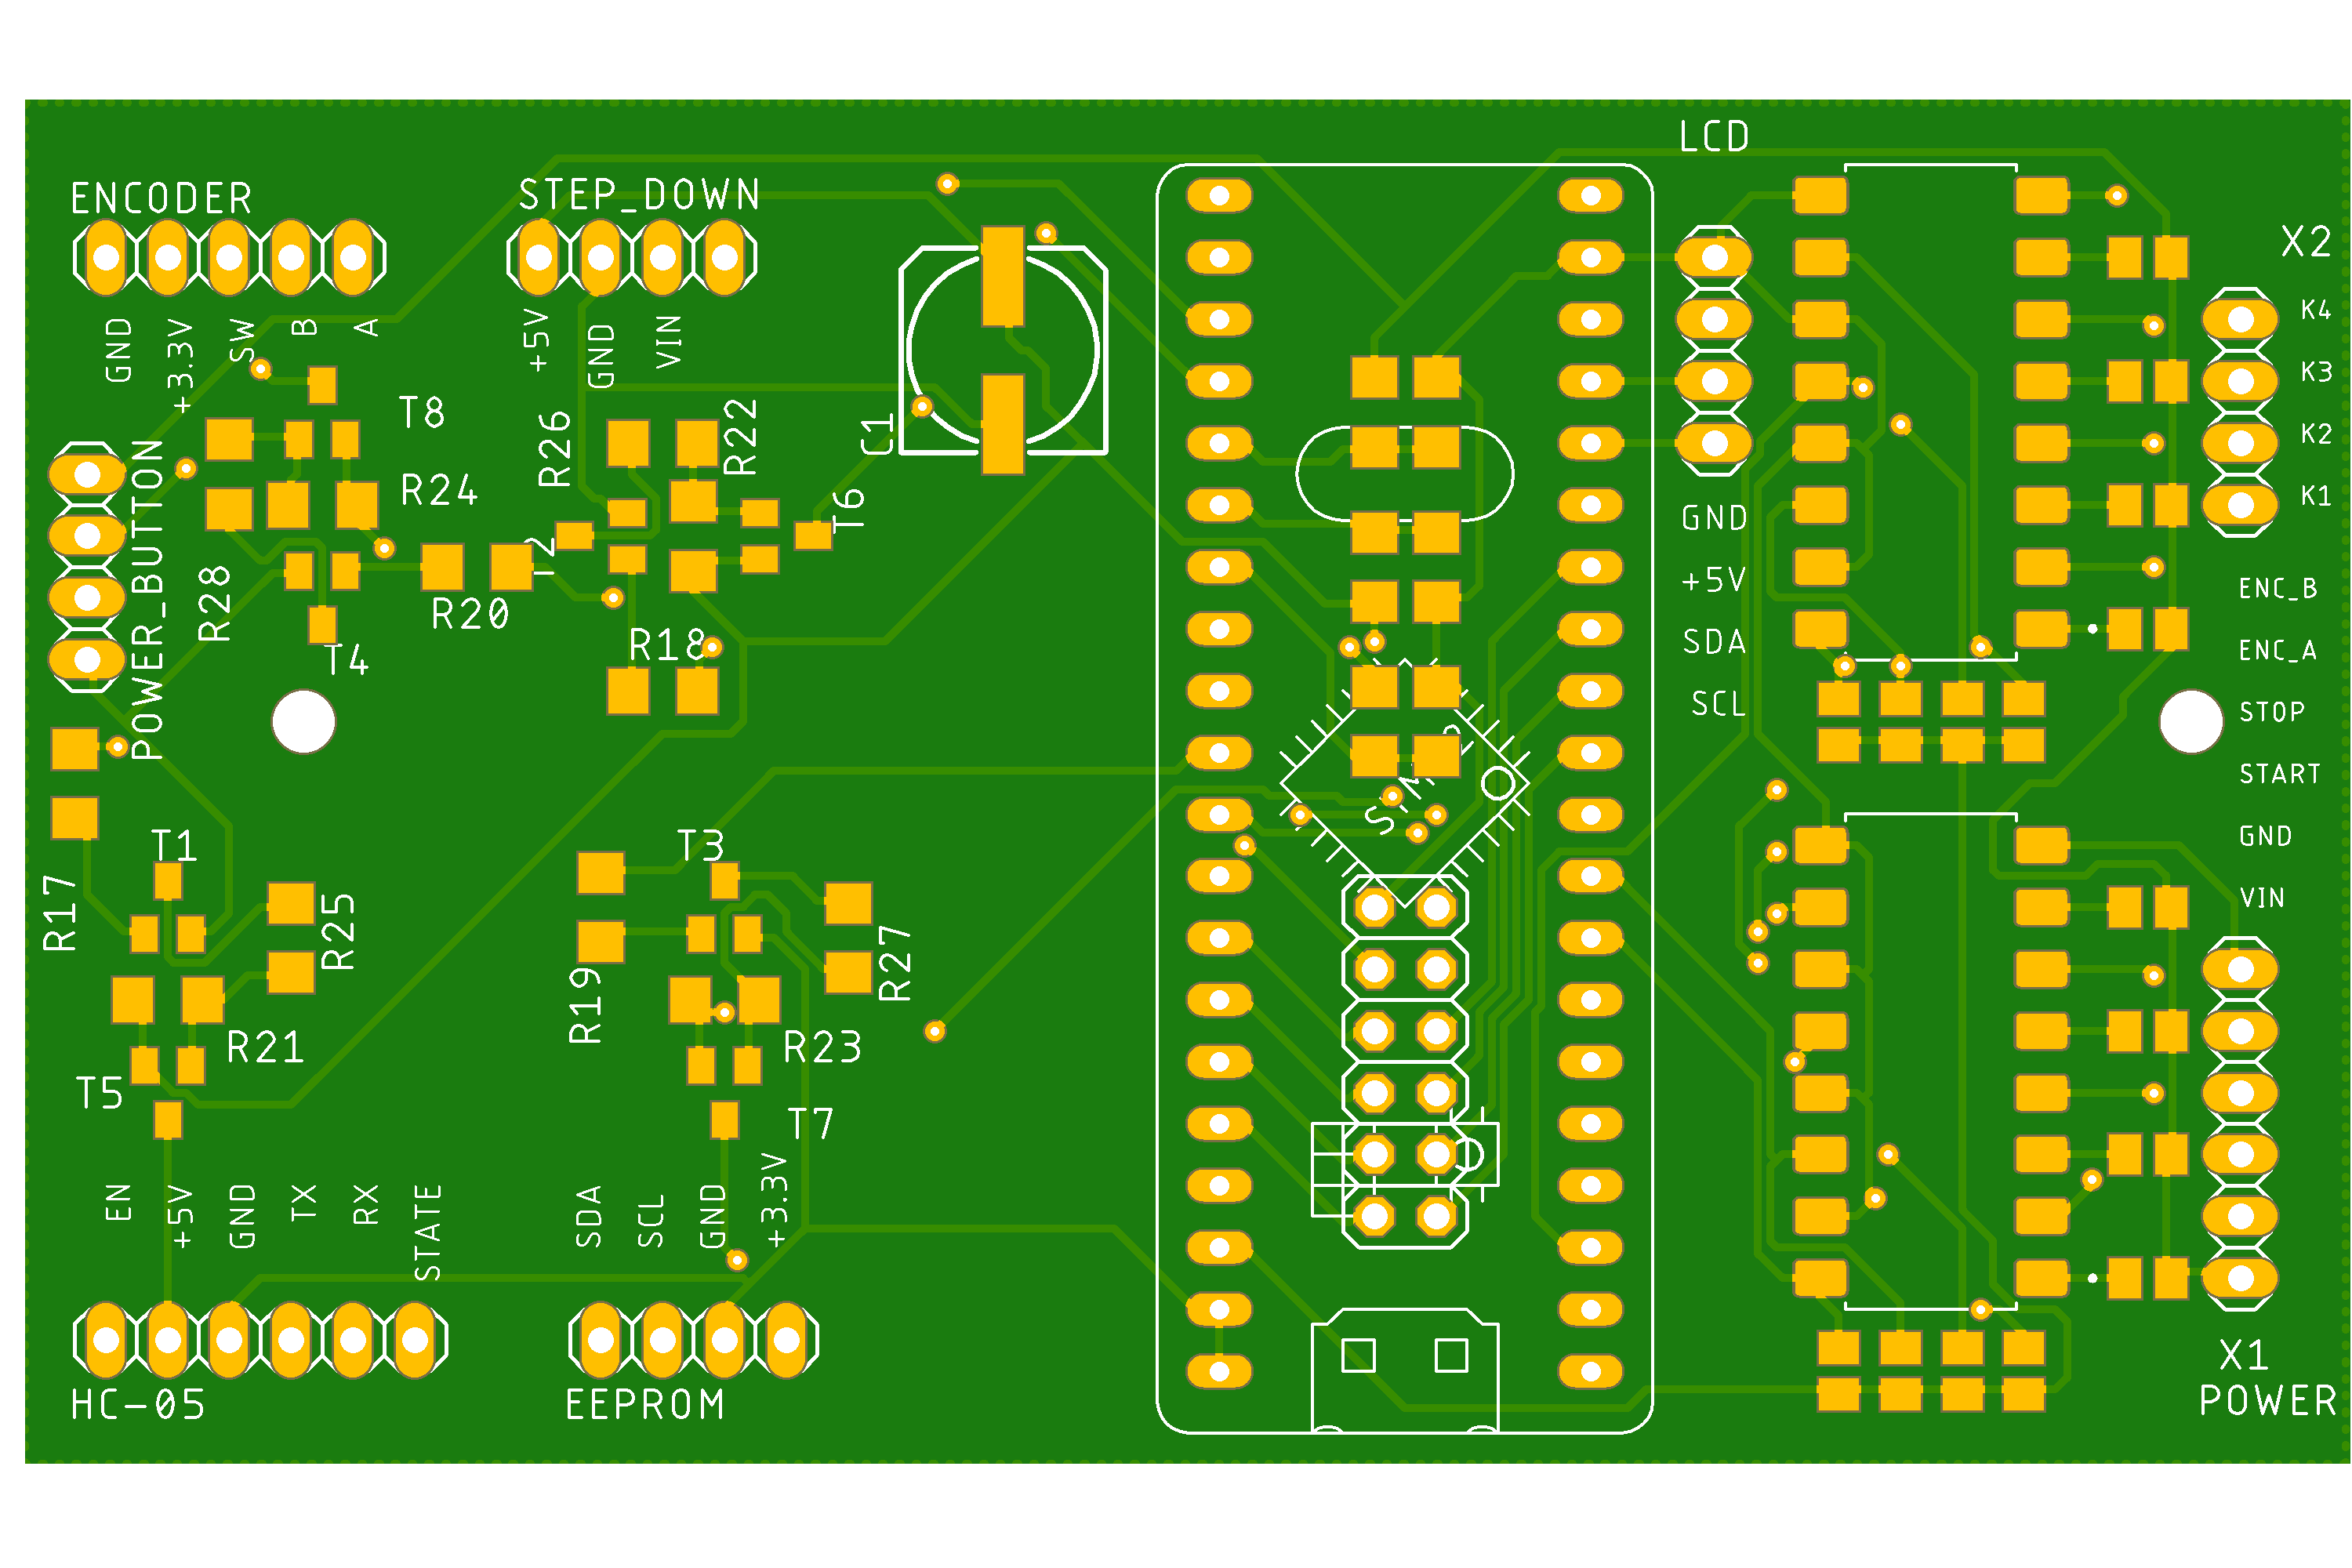 LCD
ENCODER
STEP_DOWN
X2
GND
+3.3V
SW
B
A
+5V
GND
VIN
K4
K3
K2
K1
T8
R24
R26
R22
C1
T6
POWER_BUTTON
R28
R20
T4
R18
GND
+5V
SDA
SCL
ENC_B
ENC_A
STOP
START
GND
VIN
T1
T3
R17
R25
R19
R27
R21
R23
T5
T7
EN
+5V
GND
TX
RX
STATE
SDA
SCL
GND
+3.3V
HC-05
EEPROM
X1
POWER